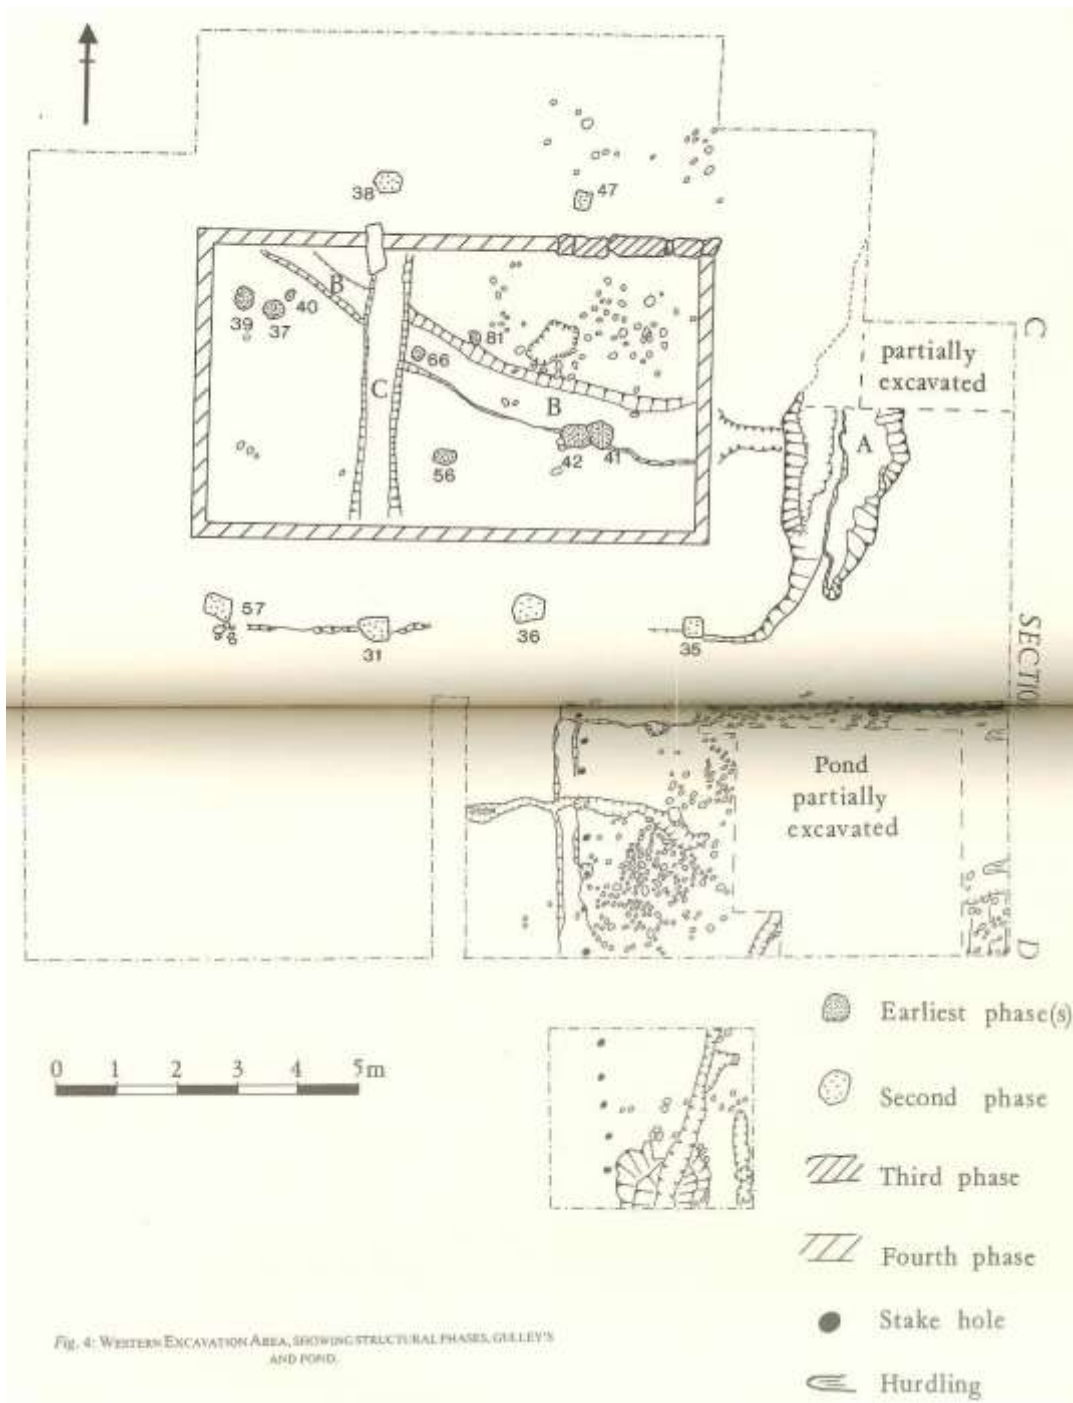 38
47
B
40
39
37
81
66
C
B
42
41
56
C
partially
excavated
A
57
31
36
35
SECTIO
Pond
partially
excavated
D
0 1 2 3 4 5m
Earliest phase(s)
Second phase
Third phase
Fourth phase
Stake hole
Hurdling
Fig. 4: WESTERN EXCAVATION AREA, SHOWING STRUCTURAL PHASES, GULLEY'S
AND POND.